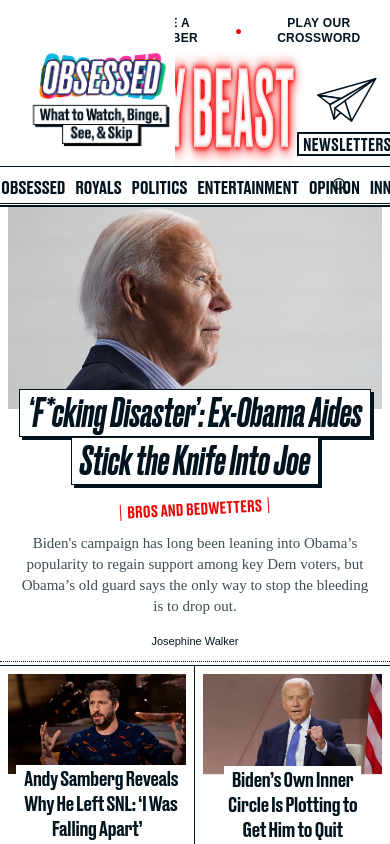 E A
BER
PLAY OUR
CROSSWORD
OBSESSED
What to Watch, Binge,
See, & Skip
Y BEAST
NEWSLETTERS
OBSESSED ROYALS POLITICS ENTERTAINMENT OPINION INN
‘F*cking Disaster’: Ex-Obama Aides
Stick the Knife Into Joe
BROS AND BEDWETTERS
Biden's campaign has long been leaning into Obama’s
popularity to regain support among key Dem voters, but
Obama’s old guard says the only way to stop the bleeding
is to drop out.
Josephine Walker
Andy Samberg Reveals
Why He Left SNL: ‘I Was
Falling Apart’
Biden’s Own Inner
Circle Is Plotting to
Get Him to Quit